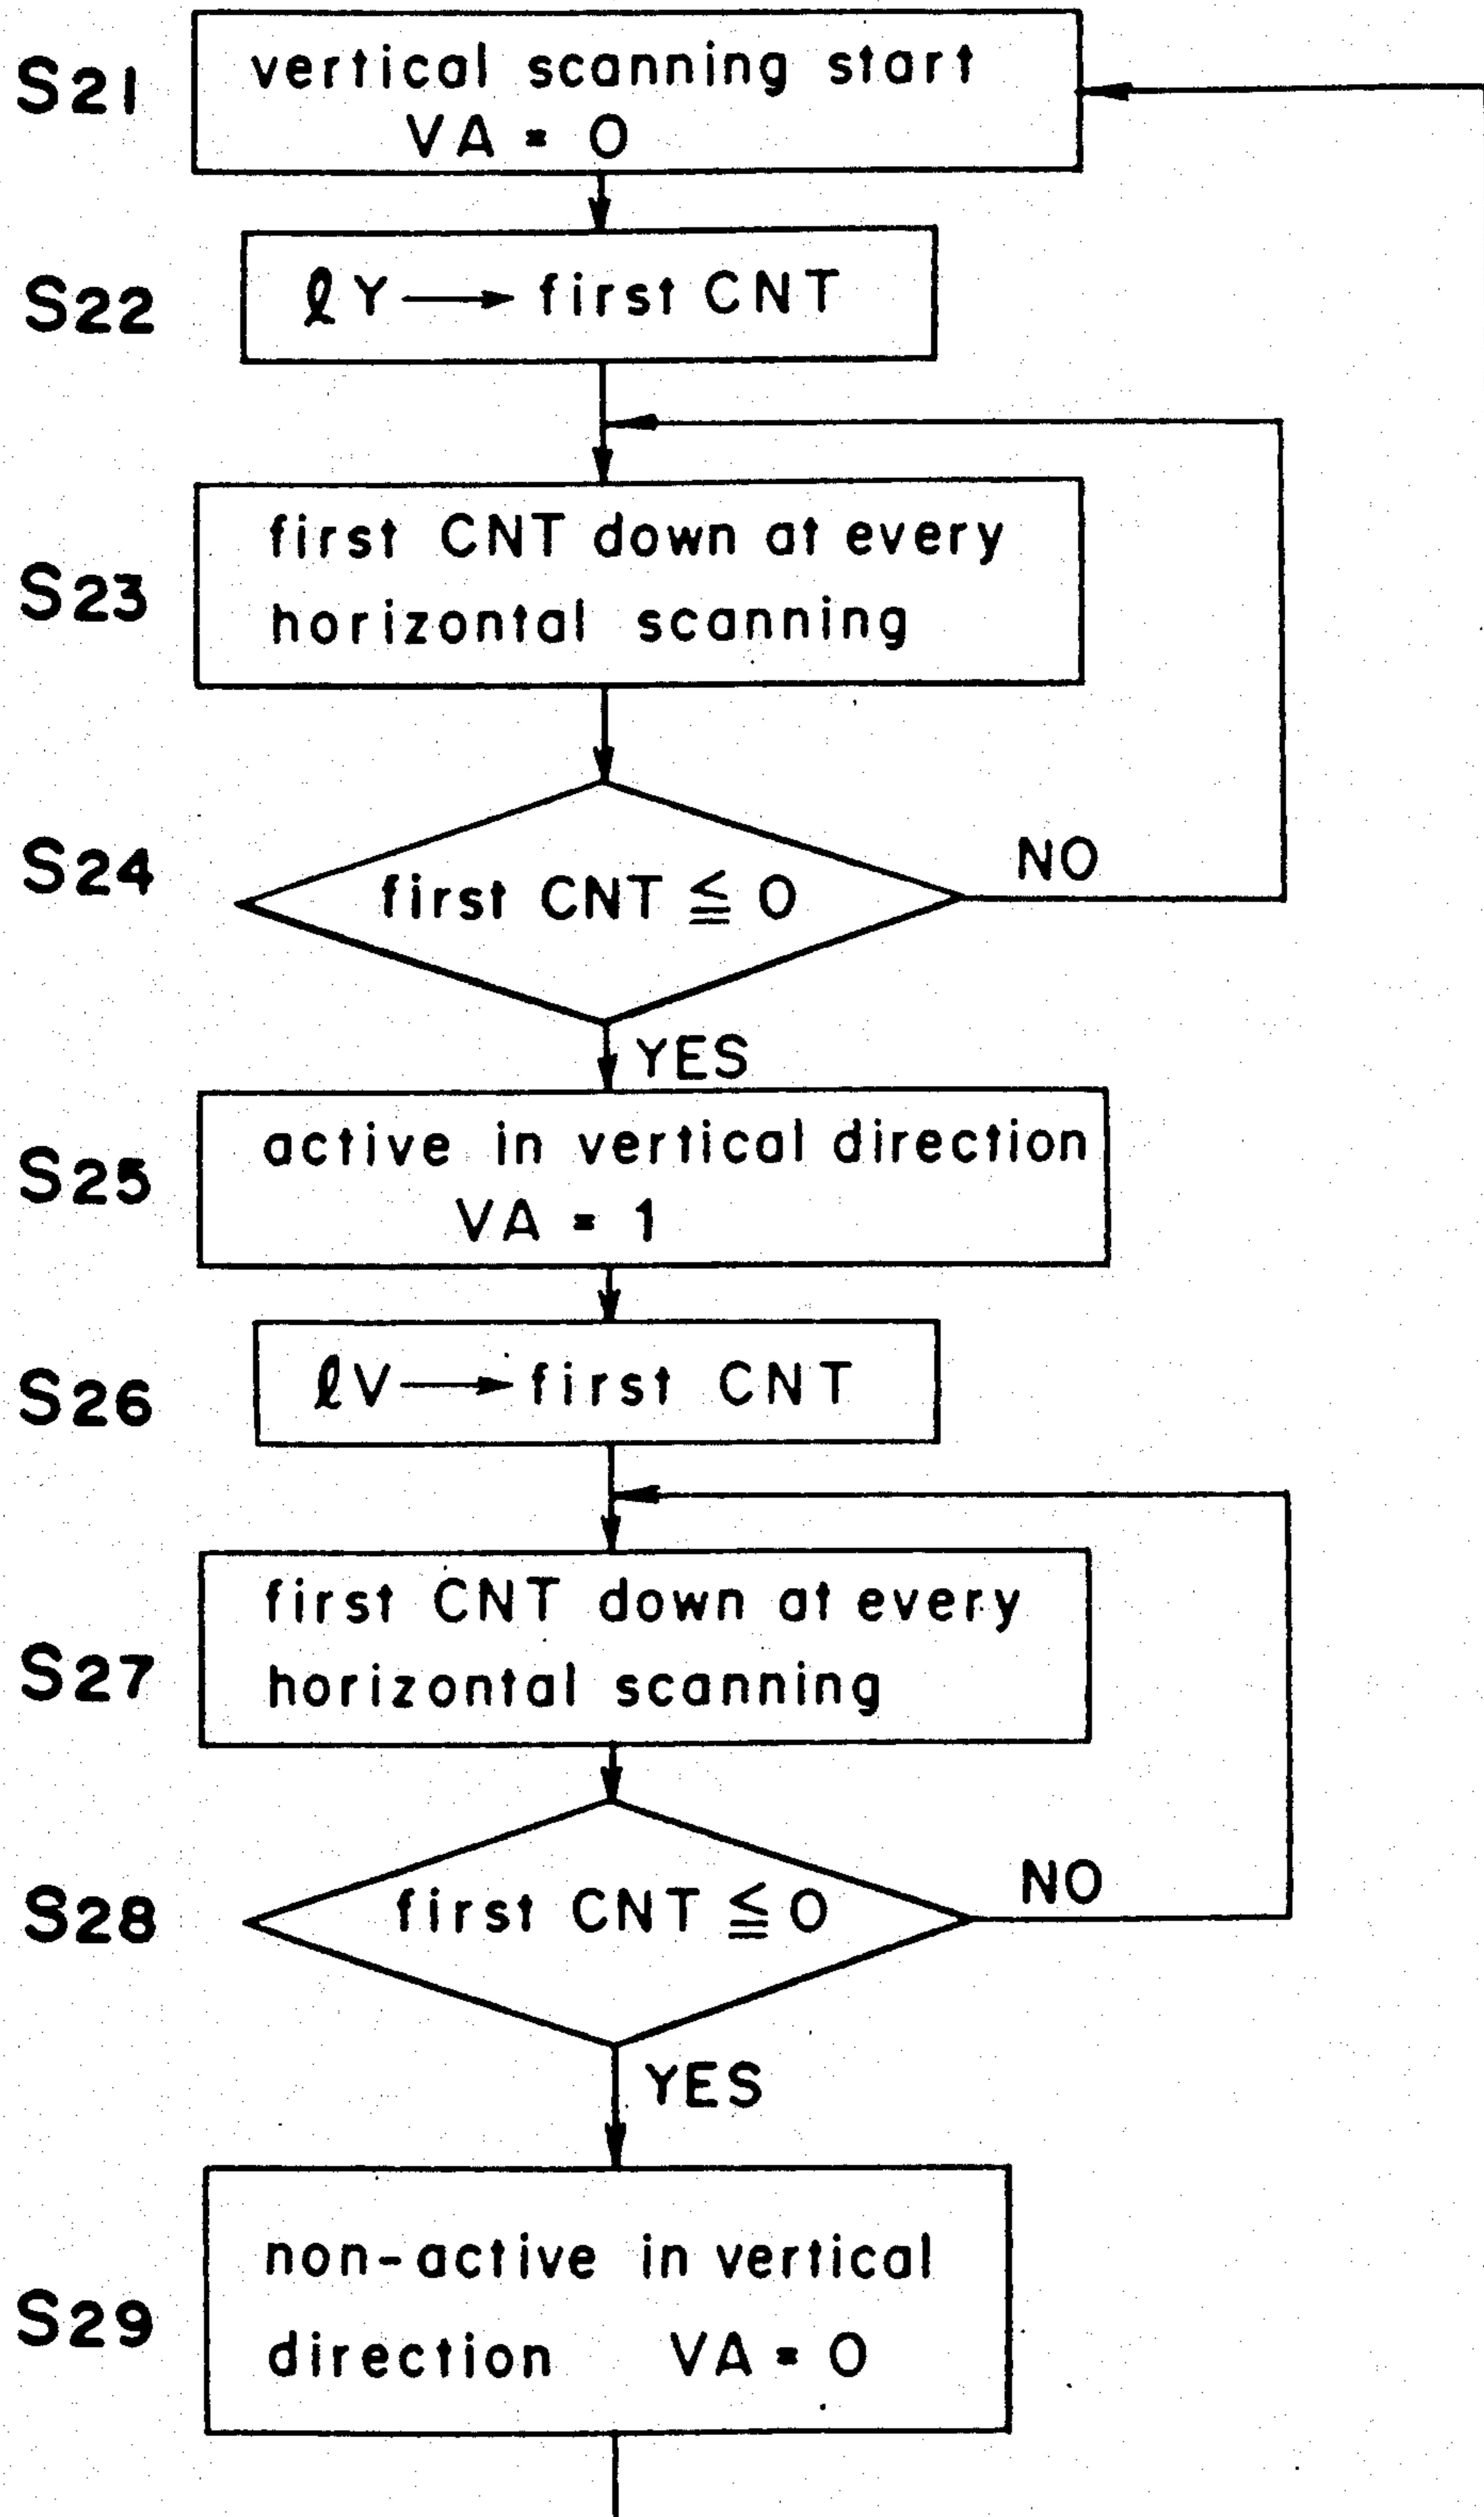 S21
vertical scanning start
VA = 0
S22
ℓY → first CNT
S23
first CNT down at every
horizontal scanning
S24
first CNT ≦ 0
NO
YES
S25
active in vertical direction
VA = 1
S26
ℓV → first CNT
S27
first CNT down at every
horizontal scanning
S28
first CNT ≦ 0
NO
YES
S29
non-active in vertical
direction VA = 0